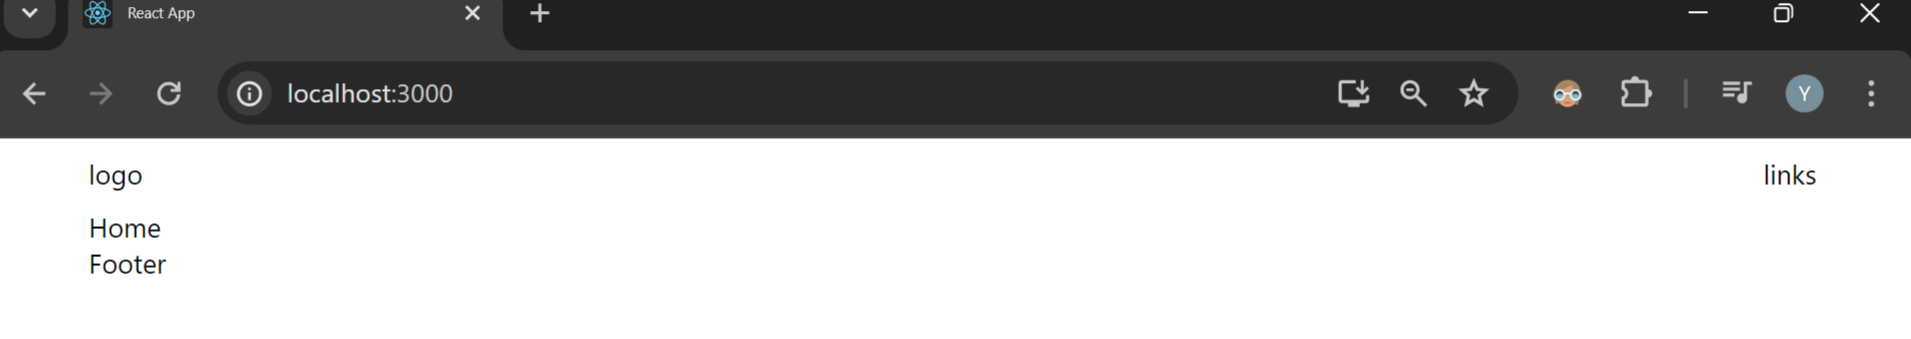 React App
localhost:3000
Y
logo links
Home
Footer